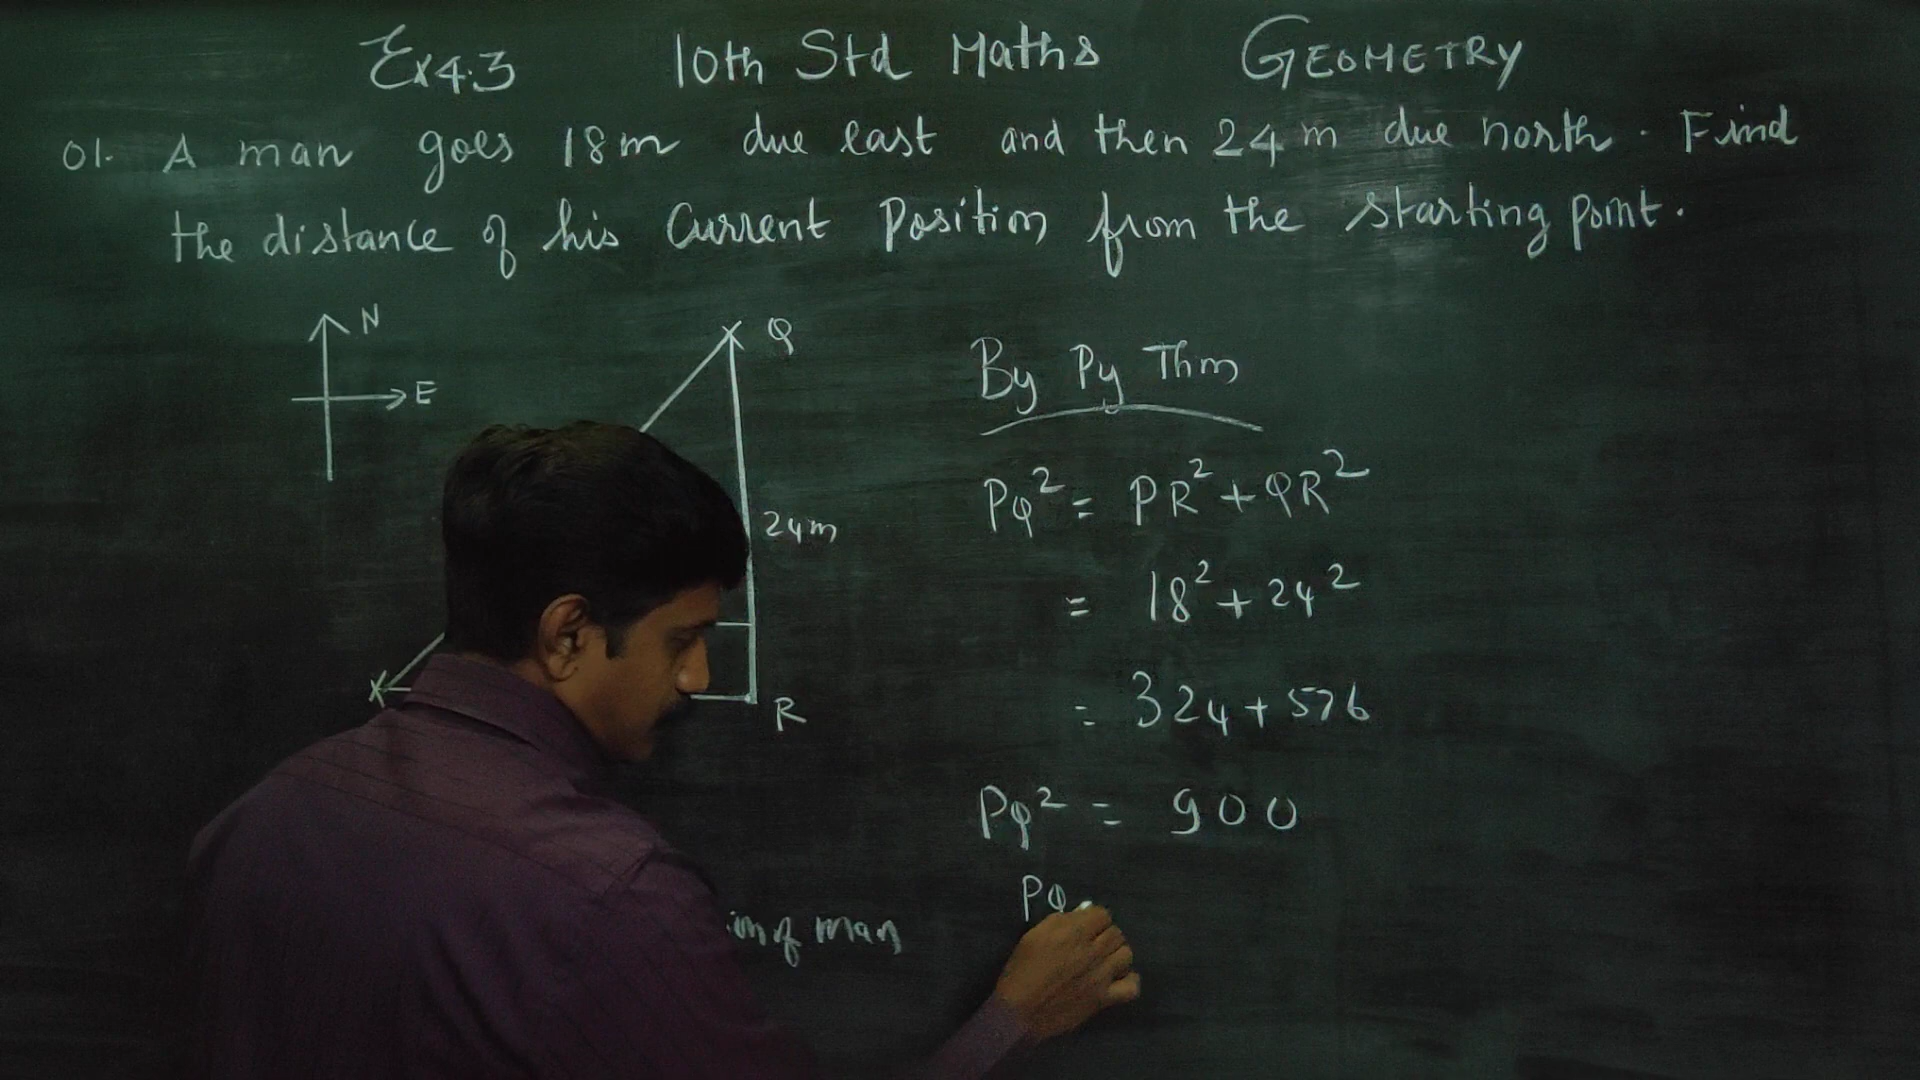 Ex 4.3 10th Std Maths GEOMETRY
01. A man goes 18m due east and then 24m due north. Find
the distance of his current position from the starting point.
N
E
Q
24m
R
By Py Thm
PQ² = PR² + QR²
= 18² + 24²
= 324 + 576
PQ² = 900
PQ
of man